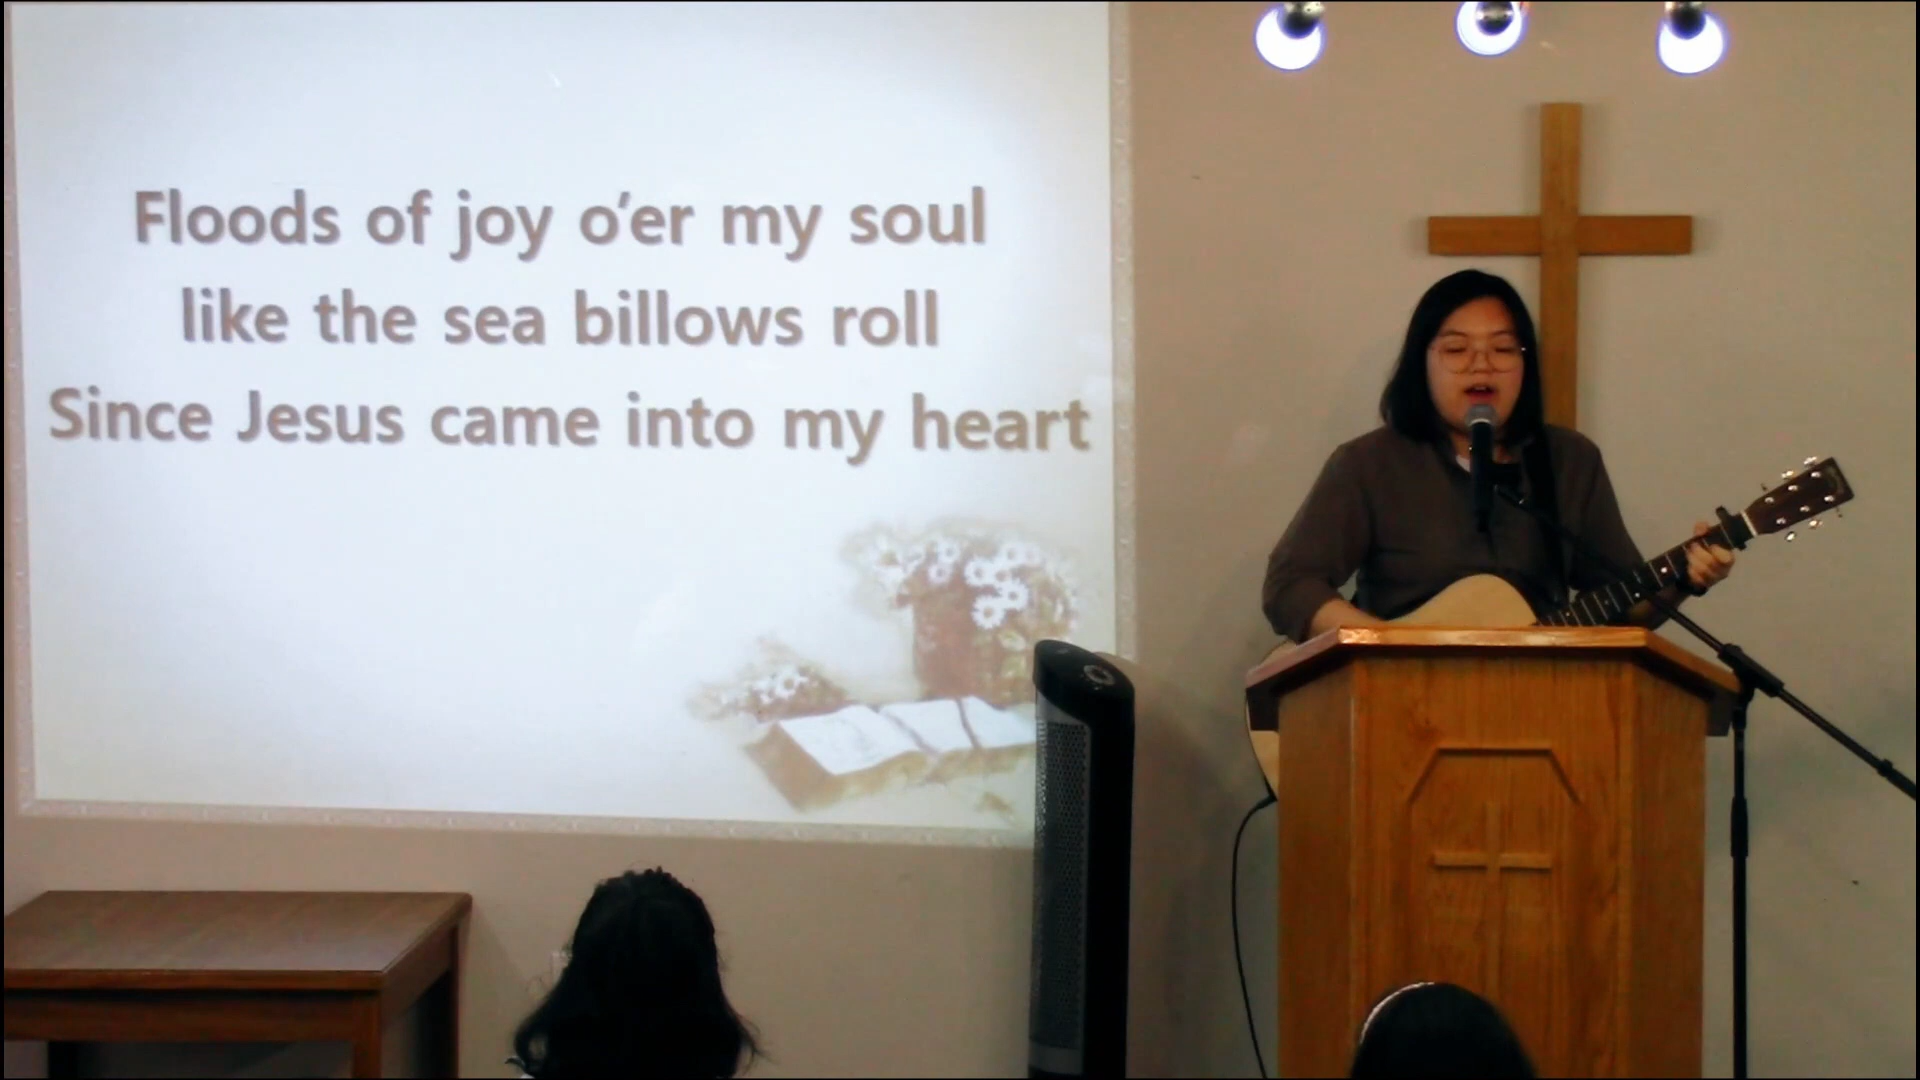 Floods of joy o’er my soul
like the sea billows roll
Since Jesus came into my heart